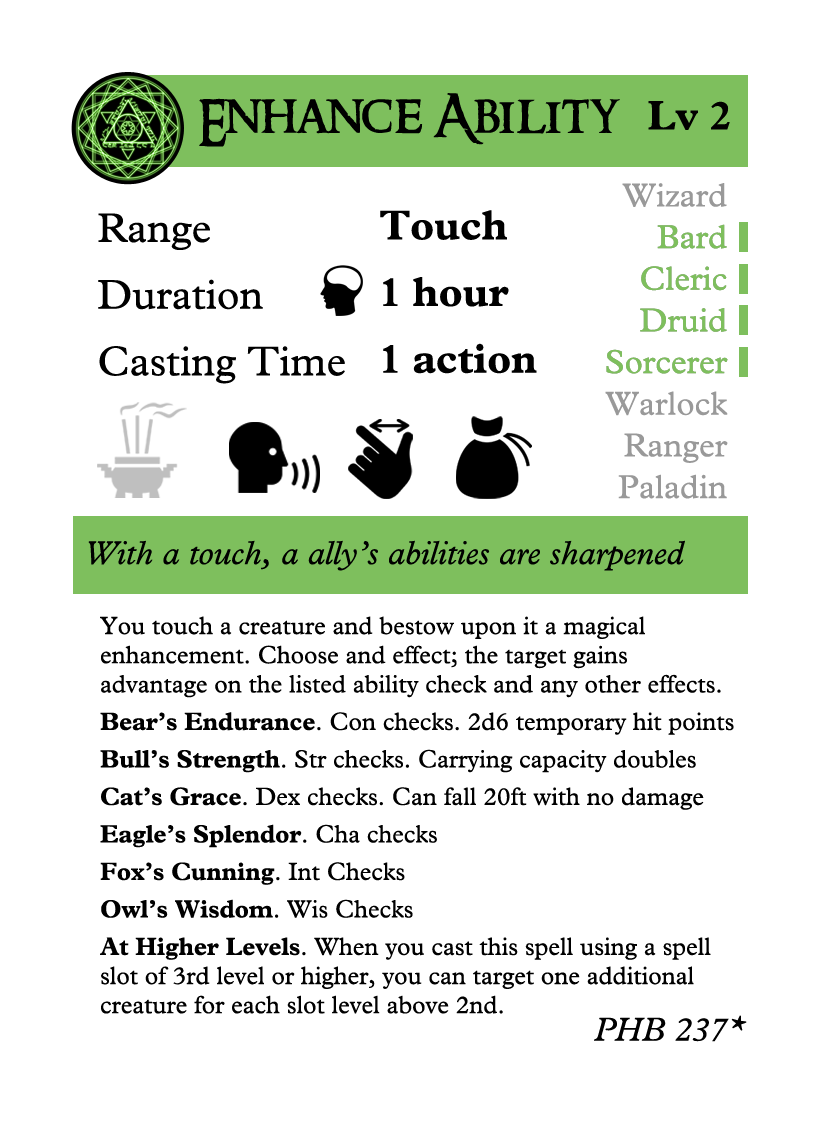 Enhance Ability Lv 2
Range Touch
Duration 1 hour
Casting Time 1 action
Wizard
Bard
Cleric
Druid
Sorcerer
Warlock
Ranger
Paladin
With a touch, a ally’s abilities are sharpened
You touch a creature and bestow upon it a magical
enhancement. Choose and effect; the target gains
advantage on the listed ability check and any other effects.
Bear’s Endurance. Con checks. 2d6 temporary hit points
Bull’s Strength. Str checks. Carrying capacity doubles
Cat’s Grace. Dex checks. Can fall 20ft with no damage
Eagle’s Splendor. Cha checks
Fox’s Cunning. Int Checks
Owl’s Wisdom. Wis Checks
At Higher Levels. When you cast this spell using a spell
slot of 3rd level or higher, you can target one additional
creature for each slot level above 2nd.
PHB 237*